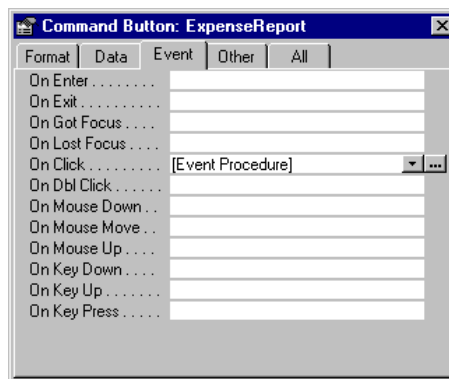 Command Button: ExpenseReport
Format Data Event Other All
On Enter . . . . . . . .
On Exit . . . . . . . . . .
On Got Focus . . . .
On Lost Focus . . . .
On Click . . . . . . . . . [Event Procedure] ...
On Dbl Click . . . . . .
On Mouse Down . .
On Mouse Move . .
On Mouse Up . . . .
On Key Down . . . .
On Key Up . . . . . . .
On Key Press . . . . .